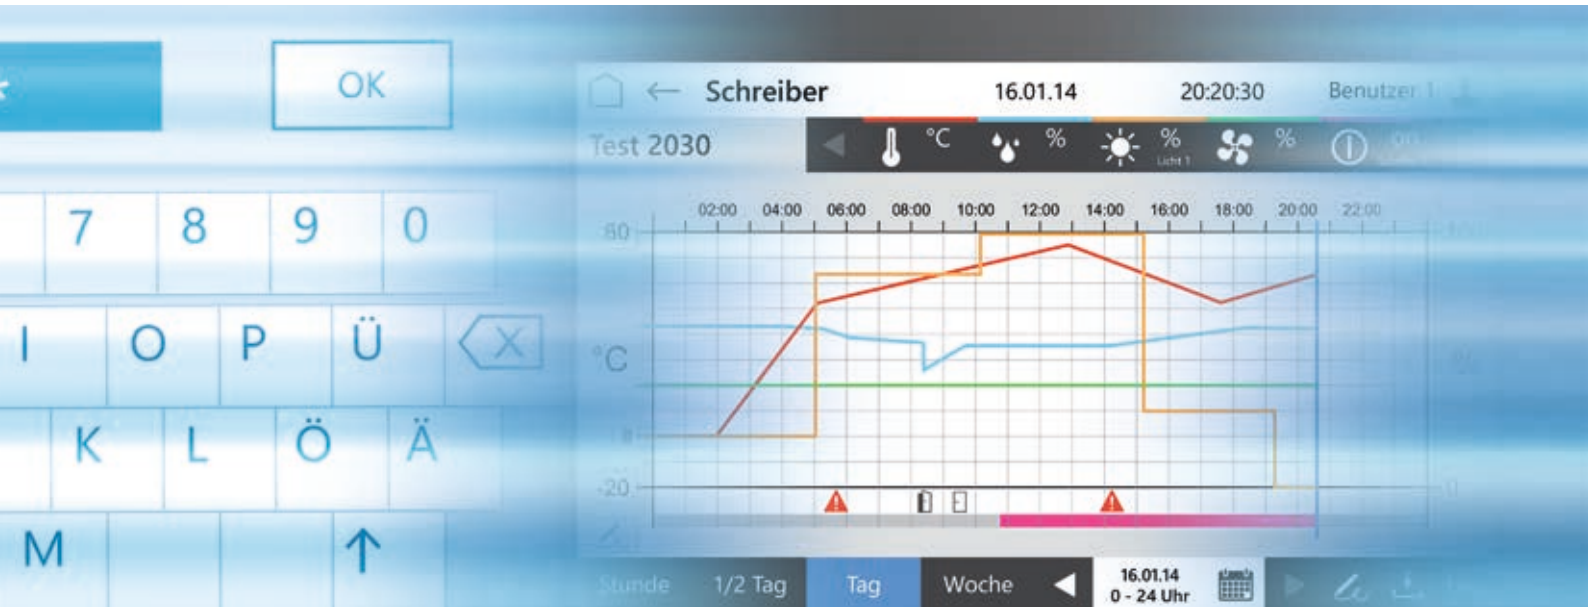 OK
7 8 9 0
I O P Ü X
K L Ö Ä
M
Schreiber 16.01.14 20:20:30 Benutzer 1
Test 2030 °C % % % 
Licht 1
02:00 04:00 06:00 08:00 10:00 12:00 14:00 16:00 18:00 20:00 22:00
80
°C %
-20 0
Stunde 1/2 Tag Tag Woche 16.01.14
0 - 24 Uhr